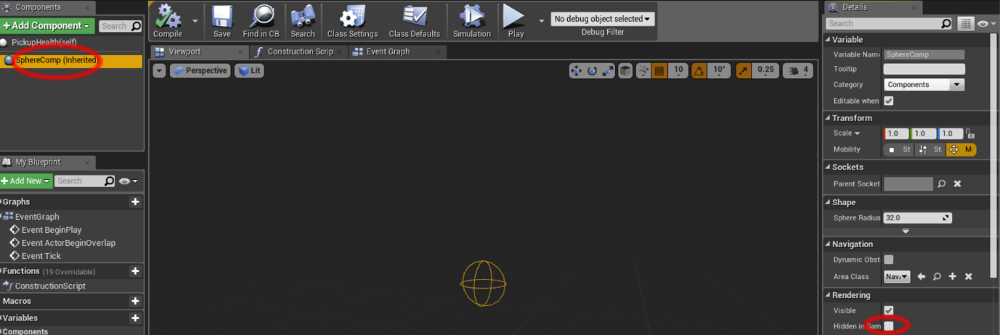 Components
+ Add Component
Search
PickupHealth(self)
SphereComp (Inherited)
My Blueprint
+ Add New
Search
Graphs
EventGraph
Event BeginPlay
Event ActorBeginOverlap
Event Tick
Functions (19 Overridable)
ConstructionScript
Macros
Variables
Components
Compile
Save
Find in CB
Search
Class Settings
Class Defaults
Simulation
Play
No debug object selected
Debug Filter
Viewport
Construction Scrip
Event Graph
Perspective
Lit
10
10°
0.25
4
Details
Search
Variable
Variable Nam SphereComp
Tooltip
Category Components
Editable when
Transform
Scale 1.0 1.0 1.0
Mobility St St M
Sockets
Parent Socket
Shape
Sphere Radius 32.0
Navigation
Dynamic Obst
Area Class Nav
Rendering
Visible
Hidden in Gam